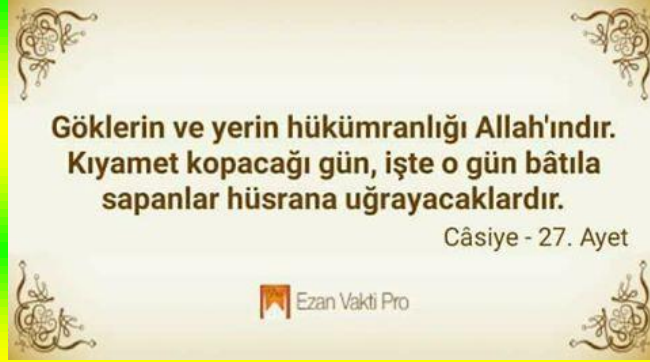 Göklerin ve yerin hükümranlığı Allah'ındır.
Kıyamet kopacağı gün, işte o gün bâtıla
sapanlar hüsrana uğrayacaklardır.
Câsiye - 27. Ayet
Ezan Vakti Pro